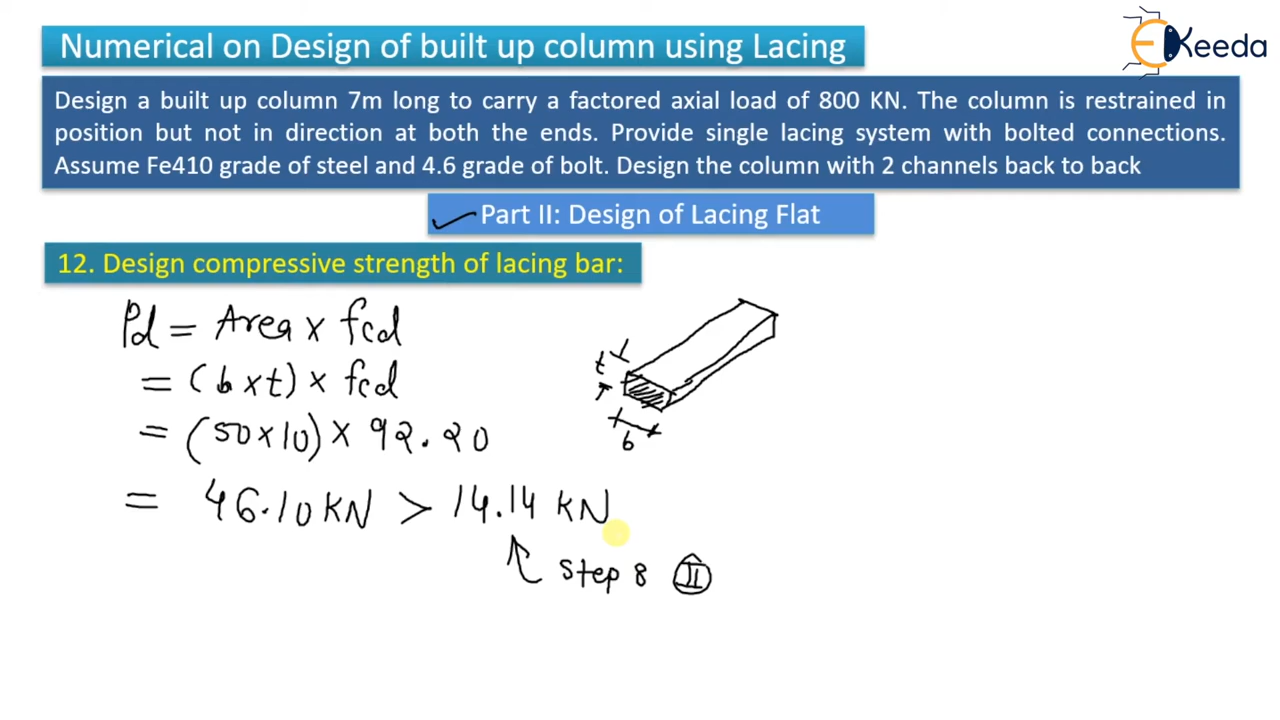 Numerical on Design of built up column using Lacing
EKeeda
Design a built up column 7m long to carry a factored axial load of 800 KN. The column is restrained in
position but not in direction at both the ends. Provide single lacing system with bolted connections.
Assume Fe410 grade of steel and 4.6 grade of bolt. Design the column with 2 channels back to back
Part II: Design of Lacing Flat
12. Design compressive strength of lacing bar:
Pd = Area × fcd
= (b×t) × fcd
= (50×10) × 92.20
= 46.10 KN > 14.14 KN
Step 8 II
t
b